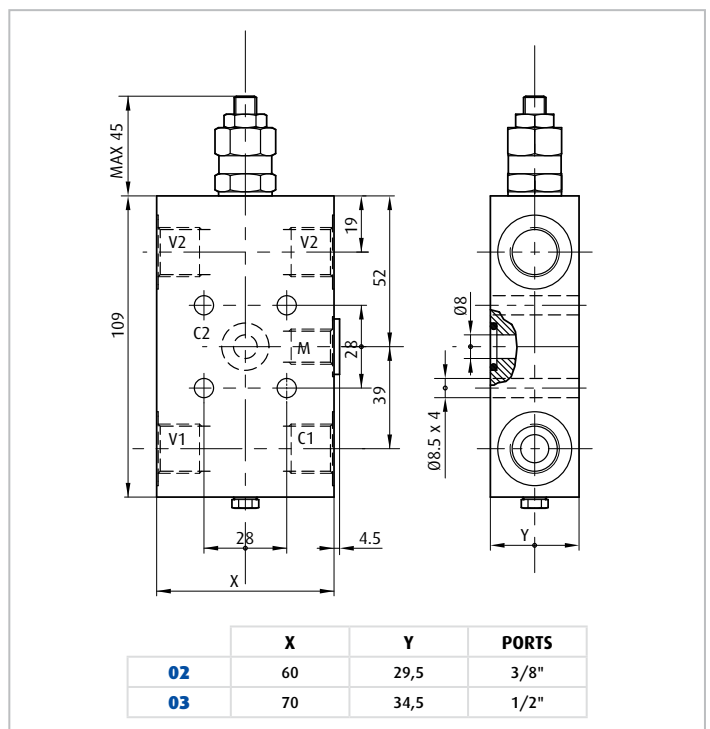 MAX 45
109
V2
V2
19
52
C2
M
28
39
V1
C1
28
4.5
X
Ø8
Ø8.5 x 4
Y
X Y PORTS
02 60 29,5 3/8"
03 70 34,5 1/2"